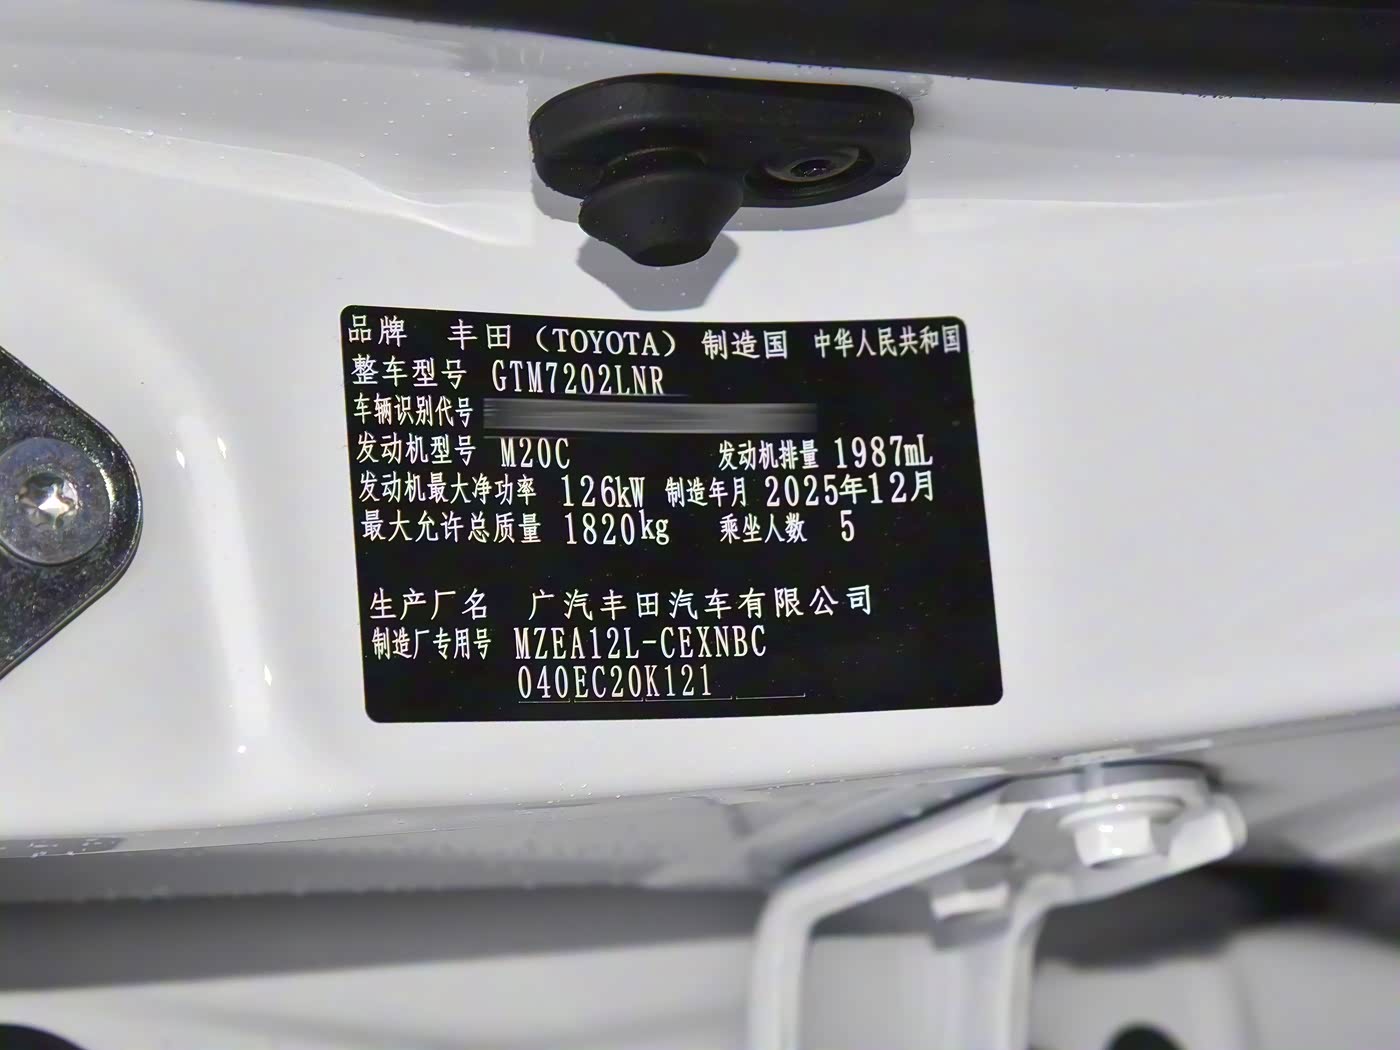 品牌 丰田（TOYOTA） 制造国 中华人民共和国
整车型号 GTM7202LNR
车辆识别代号
发动机型号 M20C 发动机排量 1987mL
发动机最大净功率 126kW 制造年月 2025年12月
最大允许总质量 1820kg 乘坐人数 5
生产厂名 广汽丰田汽车有限公司
制造厂专用号 MZEA12L-CEXNBC
040EC20K121